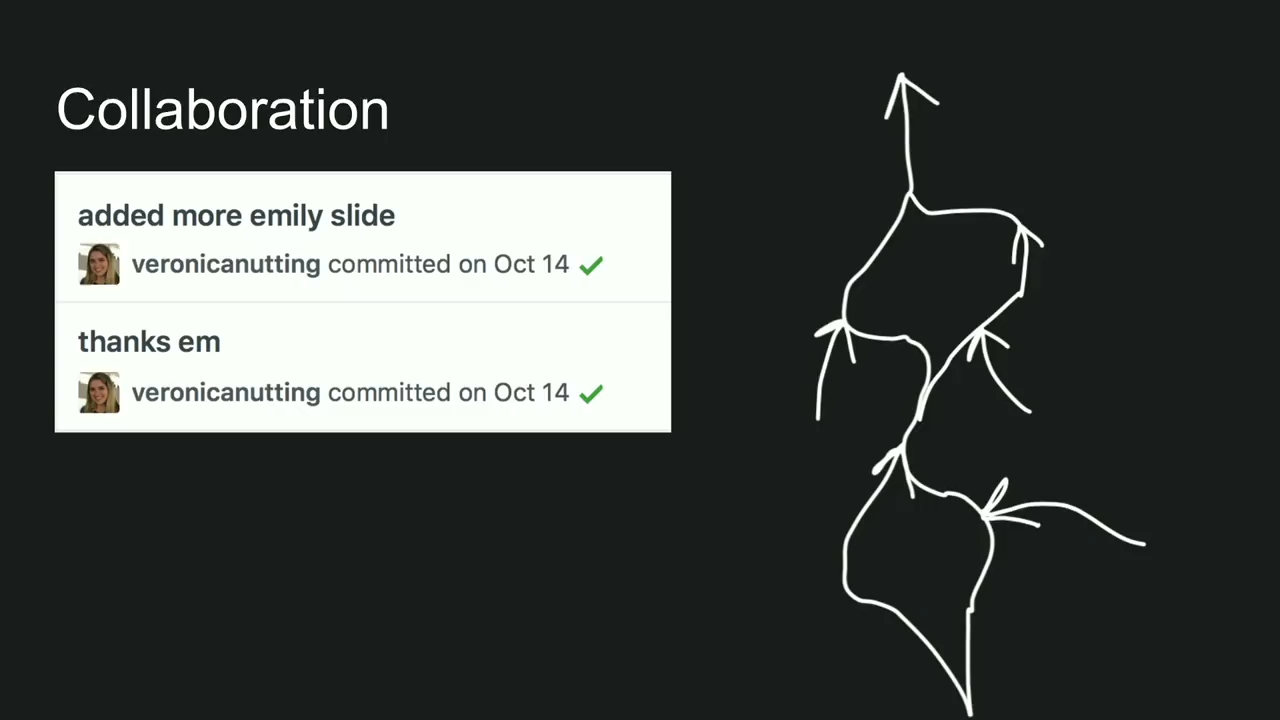 Collaboration
added more emily slide
veronicanutting committed on Oct 14
thanks em
veronicanutting committed on Oct 14